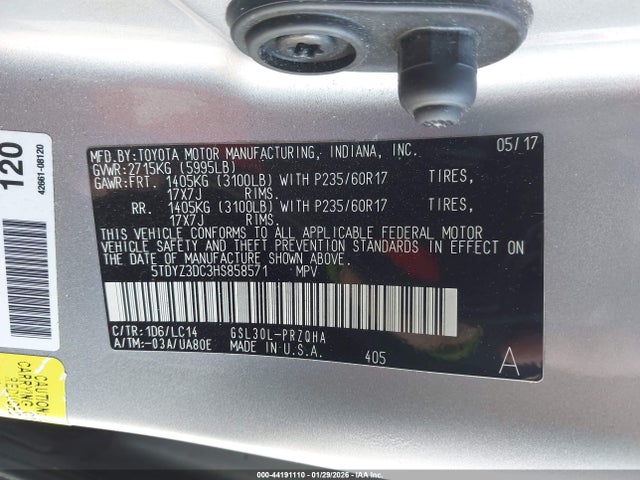 MFD.BY:TOYOTA MOTOR MANUFACTURING, INDIANA, INC. 05/17
GVWR:2715KG (5995LB)
GAWR:FRT. 1405KG (3100LB) WITH P235/60R17 TIRES,
17X7J RIMS.
RR. 1405KG (3100LB) WITH P235/60R17 TIRES,
17X7J RIMS.
THIS VEHICLE CONFORMS TO ALL APPLICABLE FEDERAL MOTOR
VEHICLE SAFETY AND THEFT PREVENTION STANDARDS IN EFFECT ON
THE DATE OF MANUFACTURE SHOWN ABOVE.
5TDYZ3DC3HS858571 MPV
C/TR:1D6/LC14 GSL30L-PRZQHA
A/TM:-03A/UA80E MADE IN U.S.A. 405
A
120
42661-08120
CAUTION
CARPRING
000-44191110 - 01/29/2026 - IAA Inc.